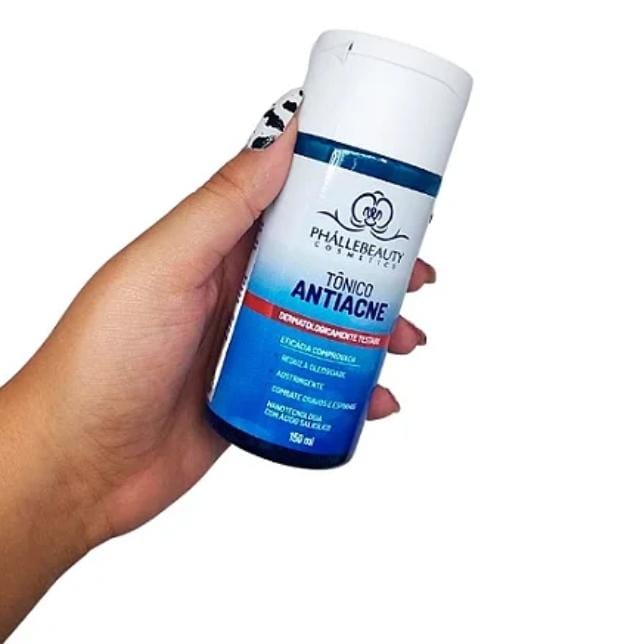 PHÁLLEBEAUTY
COSMETICS
TÔNICO
ANTIACNE
DERMATOLOGICAMENTE TESTADO
EFICÁCIA COMPROVADA
REDUZ A OLEOSIDADE
ADSTRINGENTE
COMBATE CRAVOS E ESPINHAS
NANOTECNOLOGIA
COM ÁCIDO SALICÍLICO
150 ml